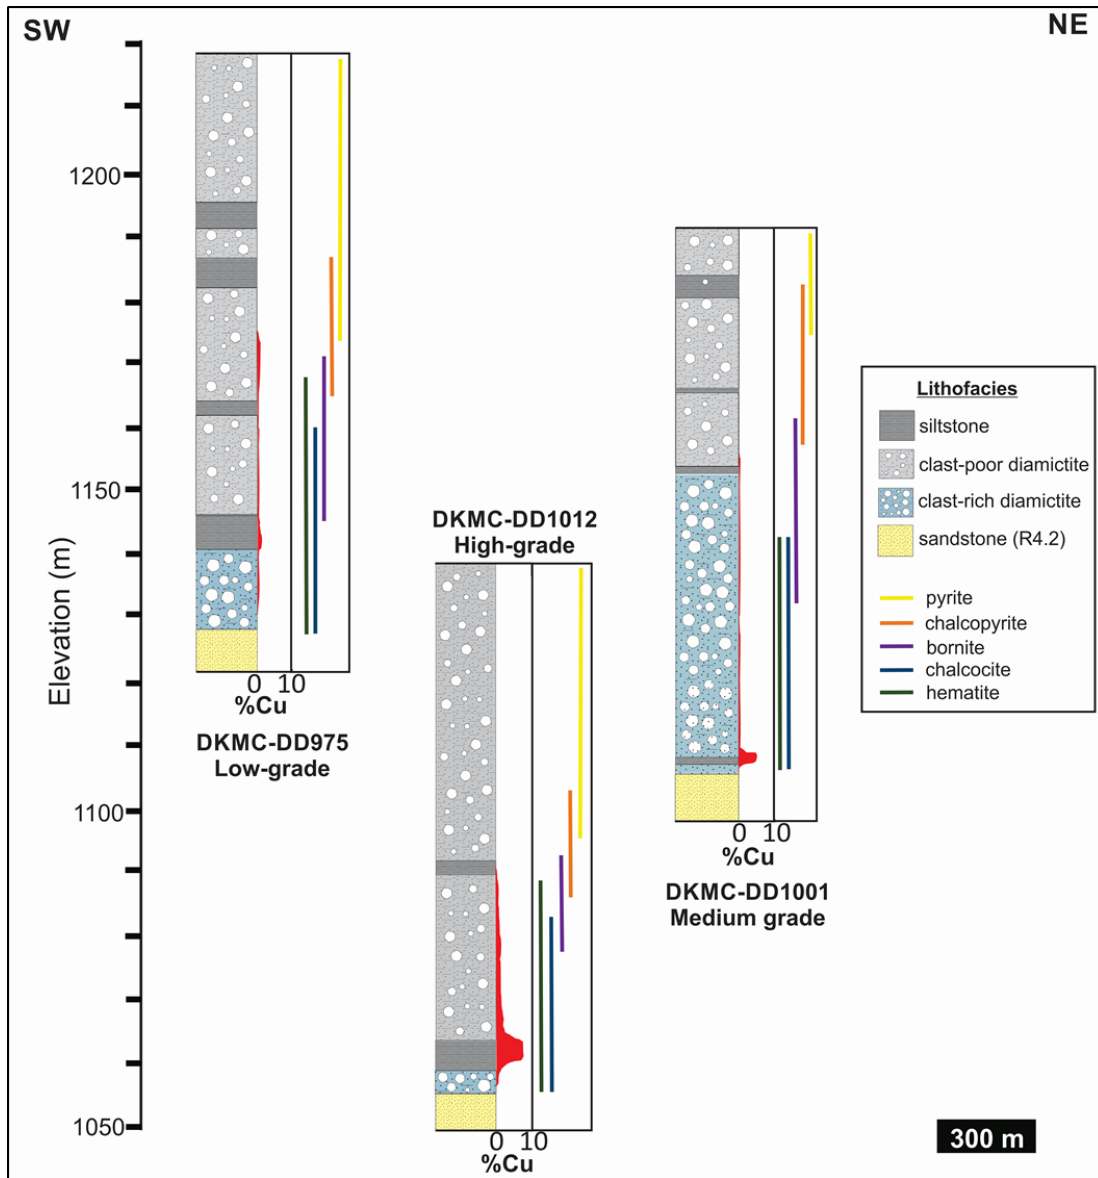 SW
NE
1200
1150
1100
1050
Elevation (m)
0 10
%Cu
DKMC-DD975
Low-grade
DKMC-DD1012
High-grade
0 10
%Cu
0 10
%Cu
DKMC-DD1001
Medium grade
Lithofacies
siltstone
clast-poor diamictite
clast-rich diamictite
sandstone (R4.2)
pyrite
chalcopyrite
bornite
chalcocite
hematite
300 m